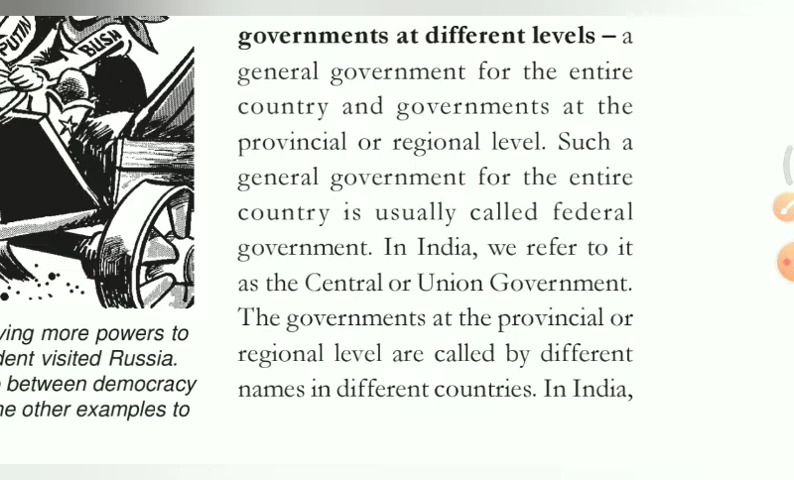 PUTIN
BUSH
governments at different levels – a
general government for the entire
country and governments at the
provincial or regional level. Such a
general government for the entire
country is usually called federal
government. In India, we refer to it
as the Central or Union Government.
The governments at the provincial or
regional level are called by different
names in different countries. In India,
ving more powers to
dent visited Russia.
between democracy
ne other examples to